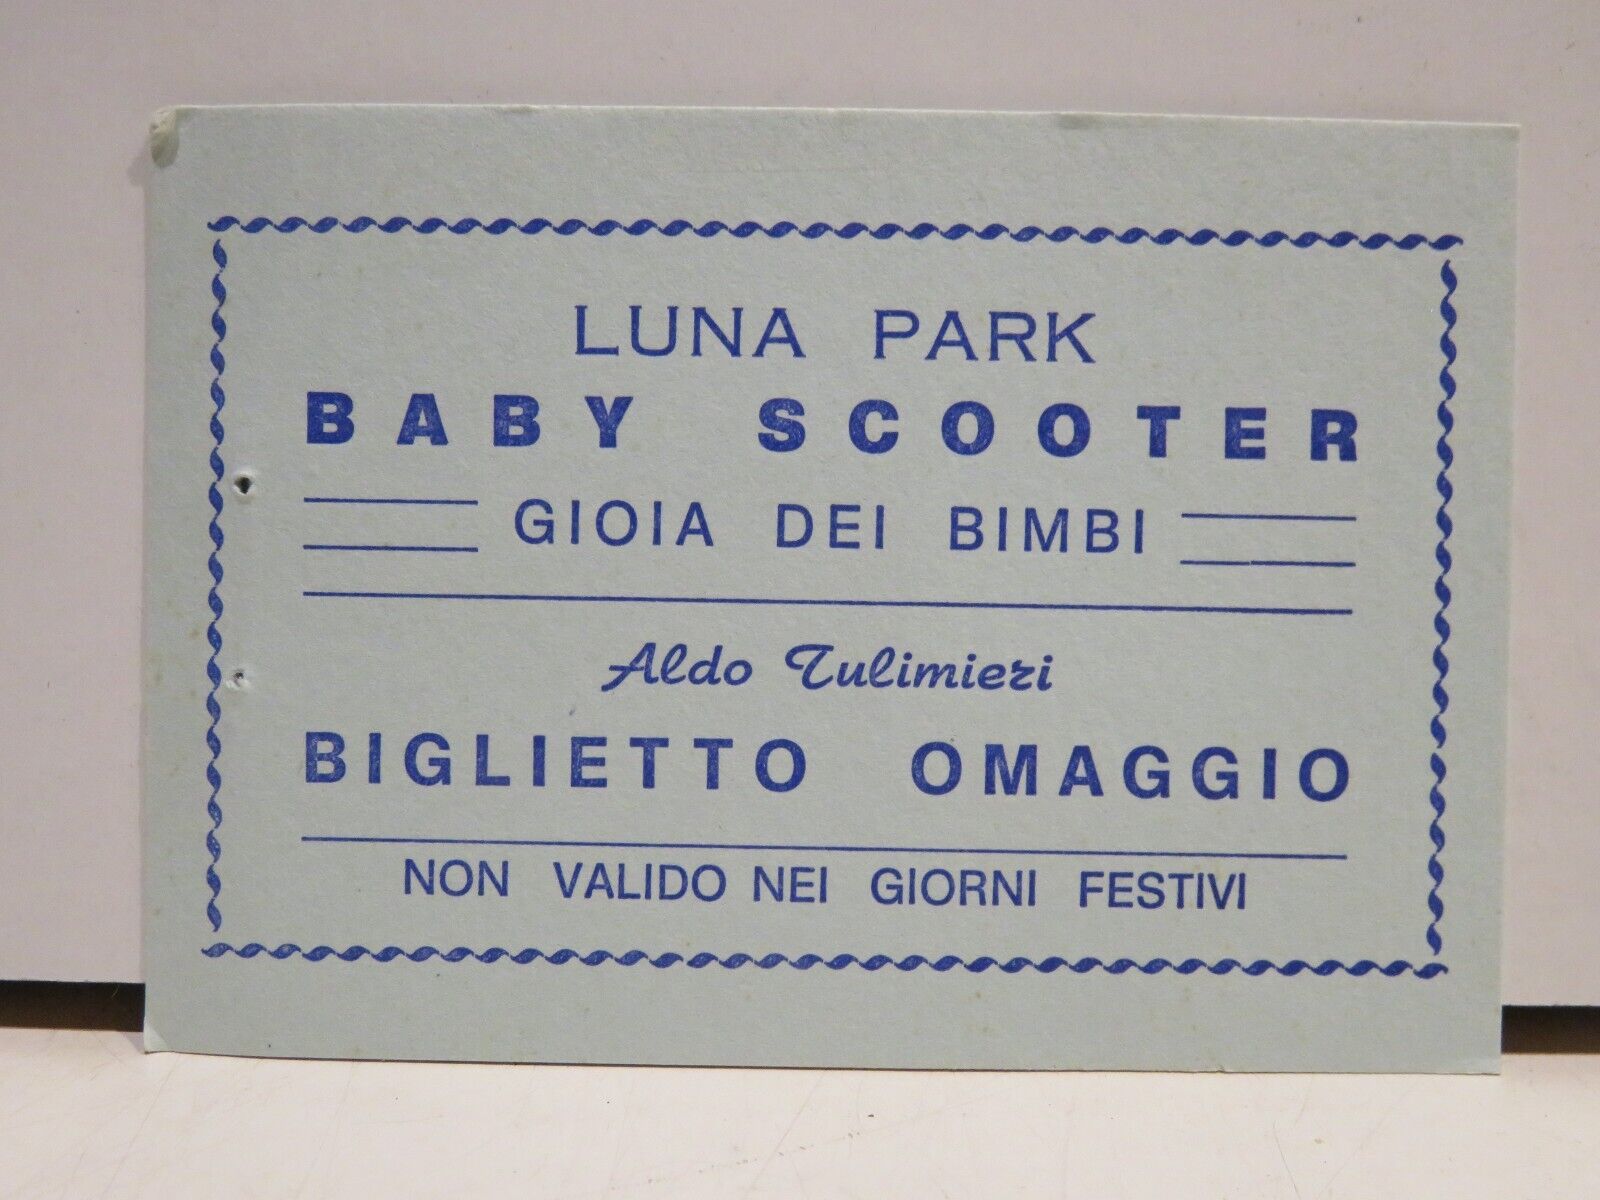 LUNA PARK
BABY SCOOTER
GIOIA DEI BIMBI
Aldo Tulimieri
BIGLIETTO OMAGGIO
NON VALIDO NEI GIORNI FESTIVI